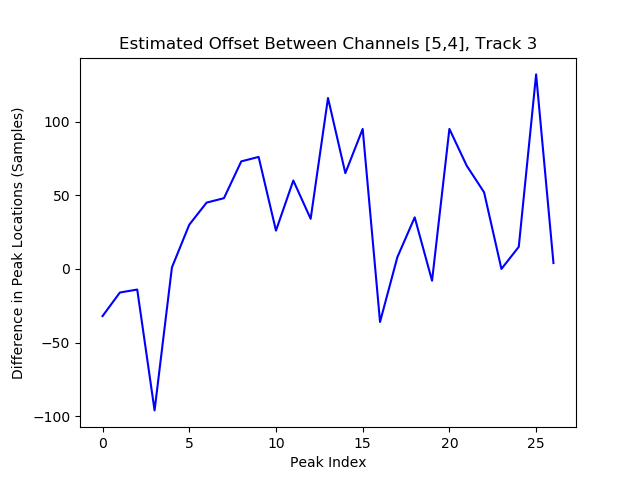 Estimated Offset Between Channels [5,4], Track 3
100
50
0
−50
−100
Difference in Peak Locations (Samples)
0 5 10 15 20 25
Peak Index